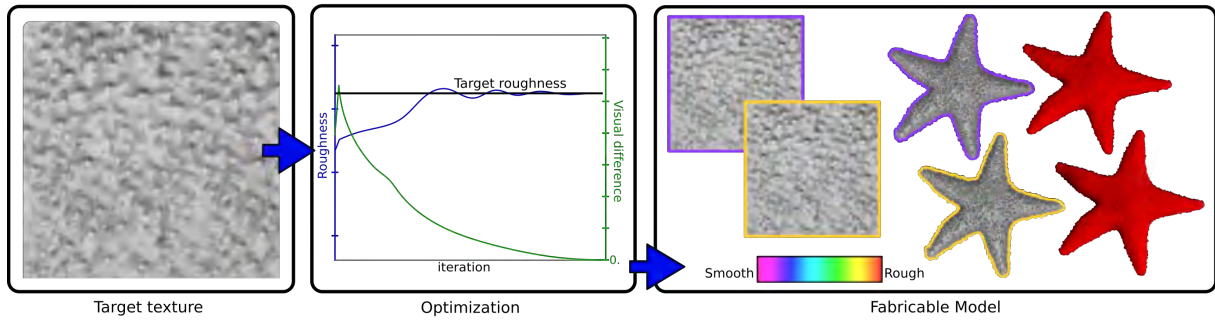 Target roughness
Roughness
Visual difference
0.
iteration
Smooth
Rough
Target texture
Optimization
Fabricable Model